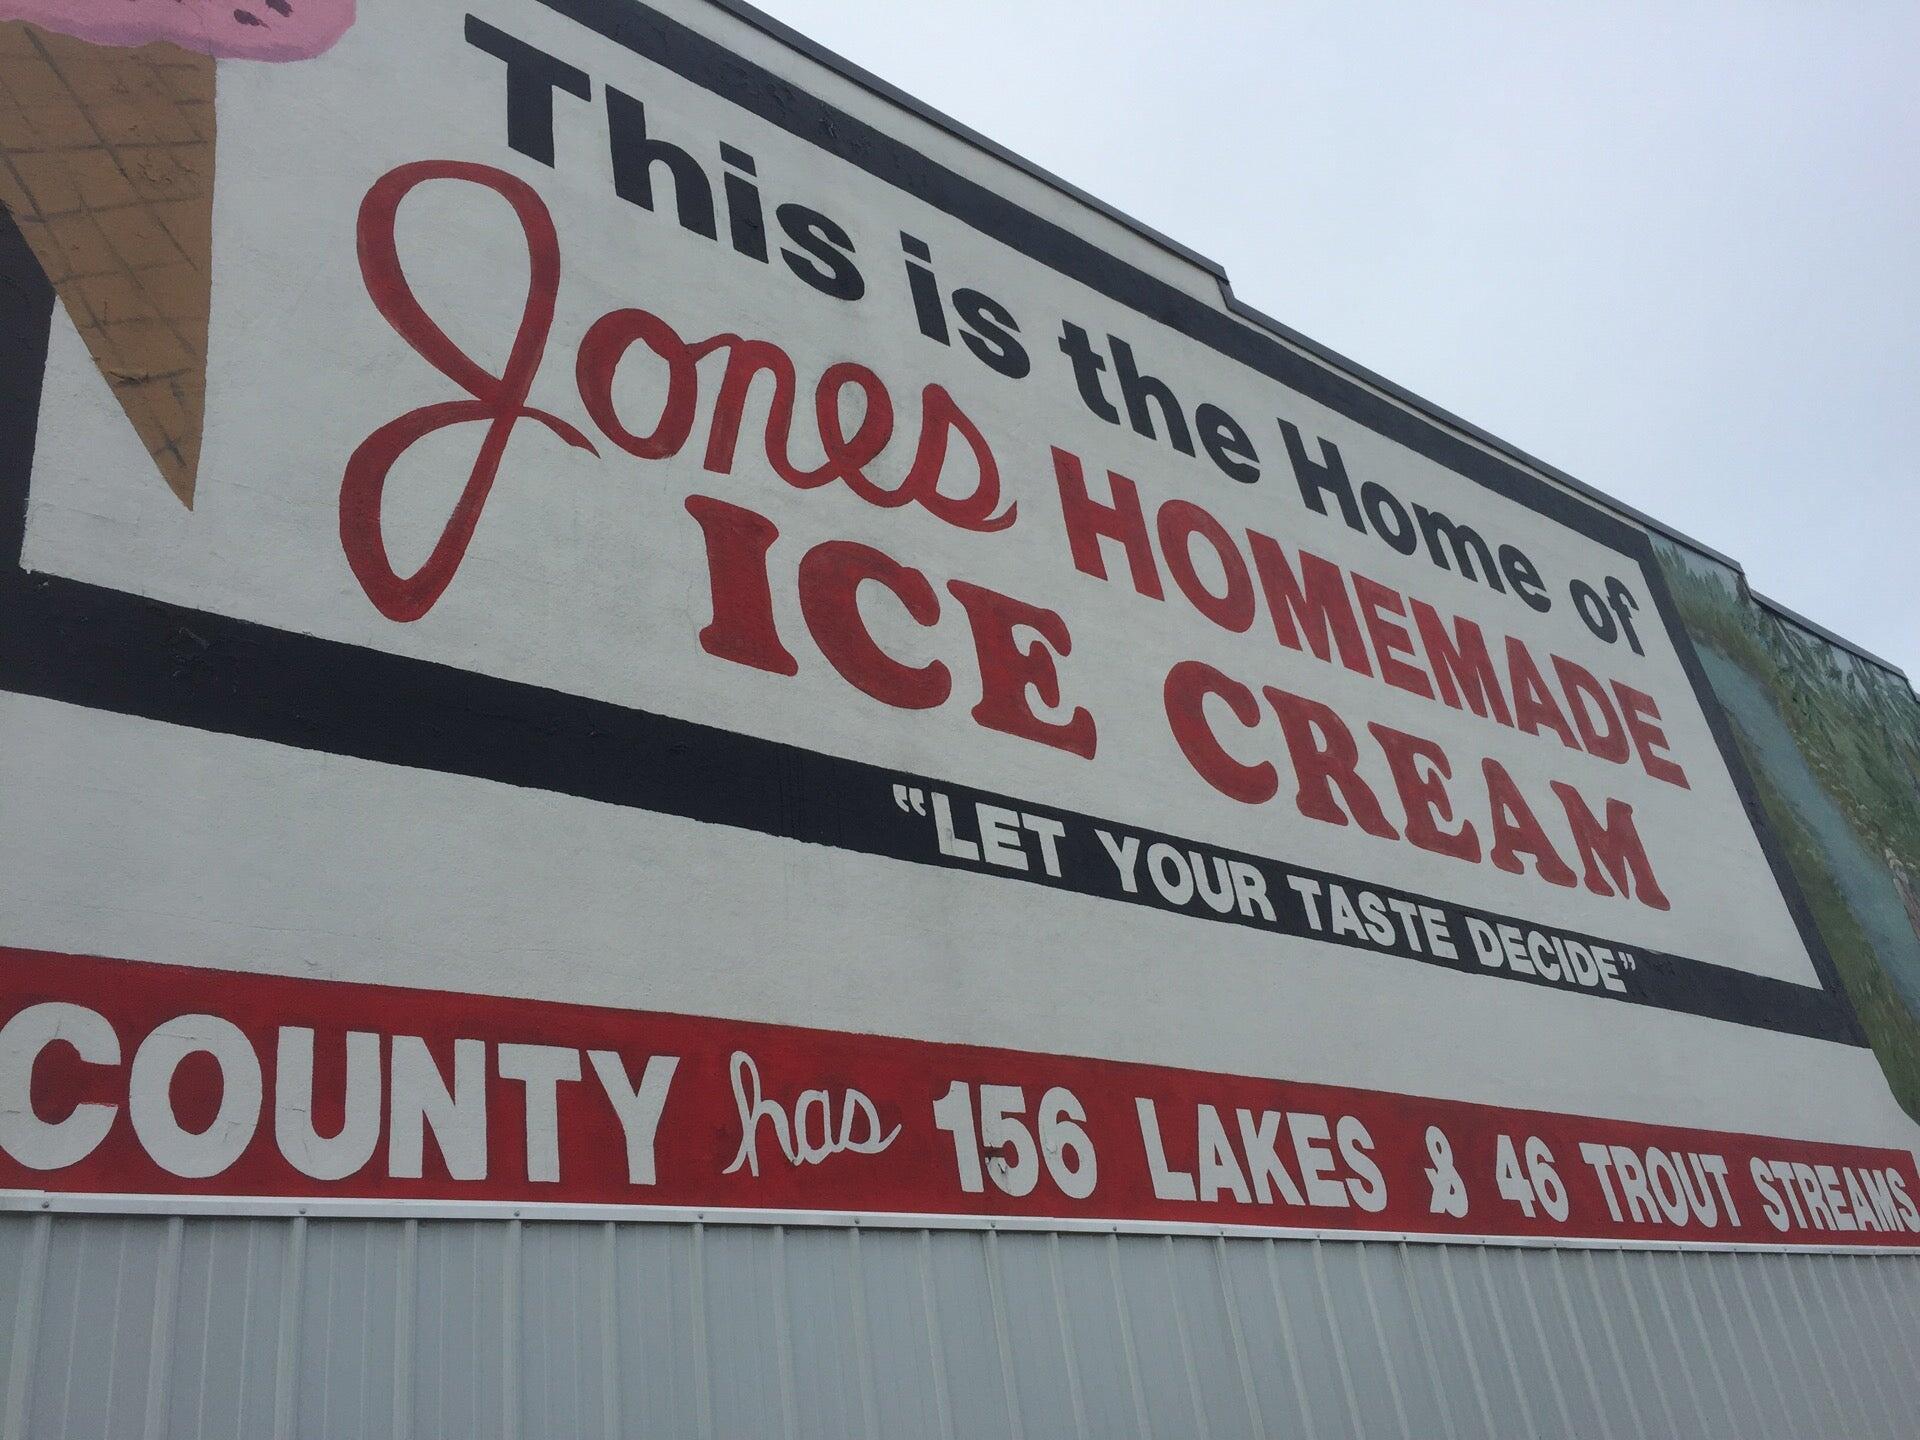 This is the Home of
Jones HOMEMADE
ICE CREAM
“LET YOUR TASTE DECIDE”
COUNTY has 156 LAKES & 46 TROUT STREAMS